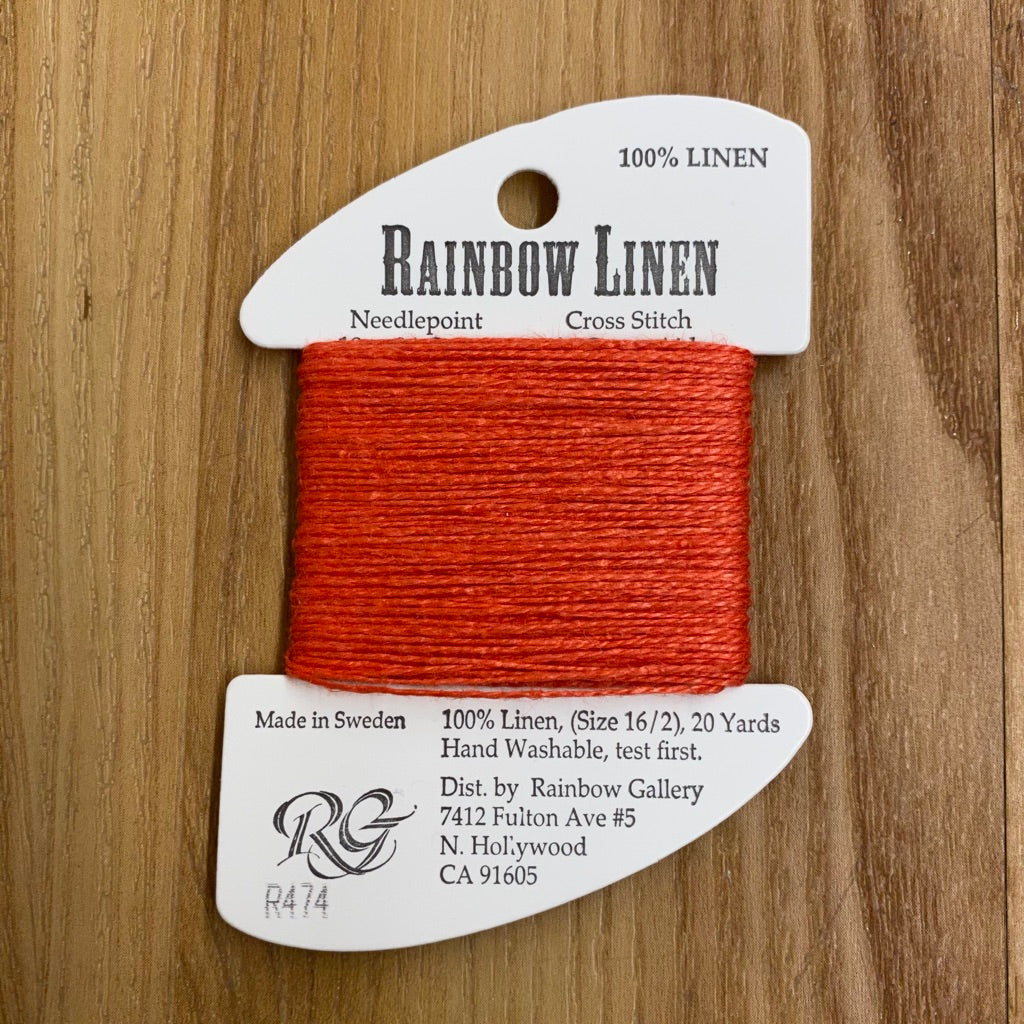 100% LINEN
RAINBOW LINEN
Needlepoint Cross Stitch
Made in Sweden
100% Linen, (Size 16/2), 20 Yards
Hand Washable, test first.
Dist. by Rainbow Gallery
7412 Fulton Ave #5
N. Hollywood
CA 91605
RG
R474